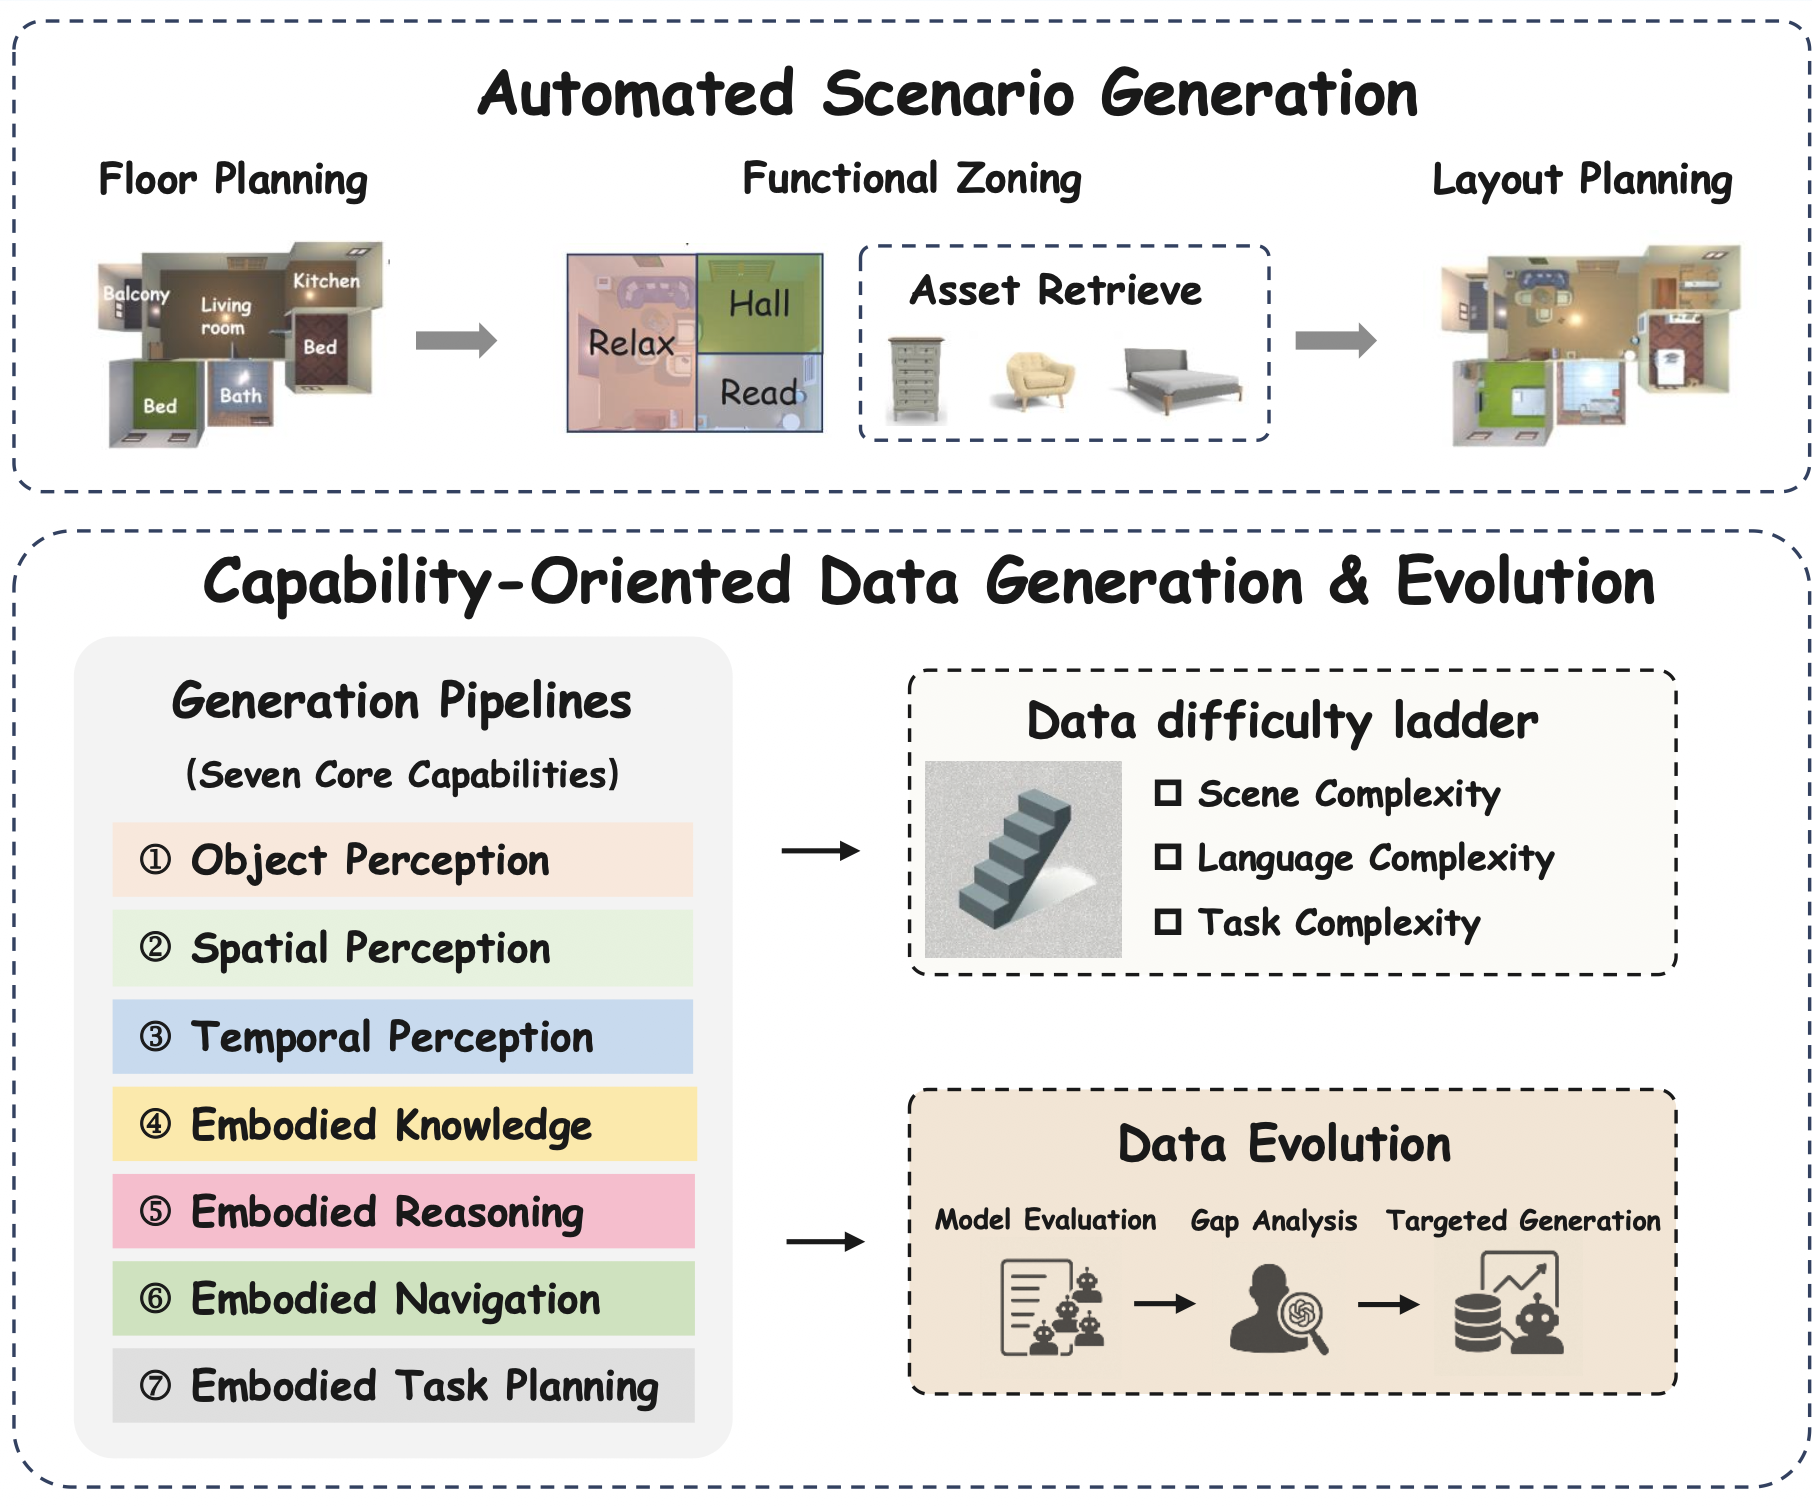 Automated Scenario Generation
Floor Planning
Functional Zoning
Layout Planning
Balcony
Living
room
Kitchen
Bed
Bed
Bath
Relax
Hall
Read
Asset Retrieve
Capability-Oriented Data Generation & Evolution
Generation Pipelines
(Seven Core Capabilities)
① Object Perception
② Spatial Perception
③ Temporal Perception
④ Embodied Knowledge
⑤ Embodied Reasoning
⑥ Embodied Navigation
⑦ Embodied Task Planning
Data difficulty ladder
Scene Complexity
Language Complexity
Task Complexity
Data Evolution
Model Evaluation
Gap Analysis
Targeted Generation